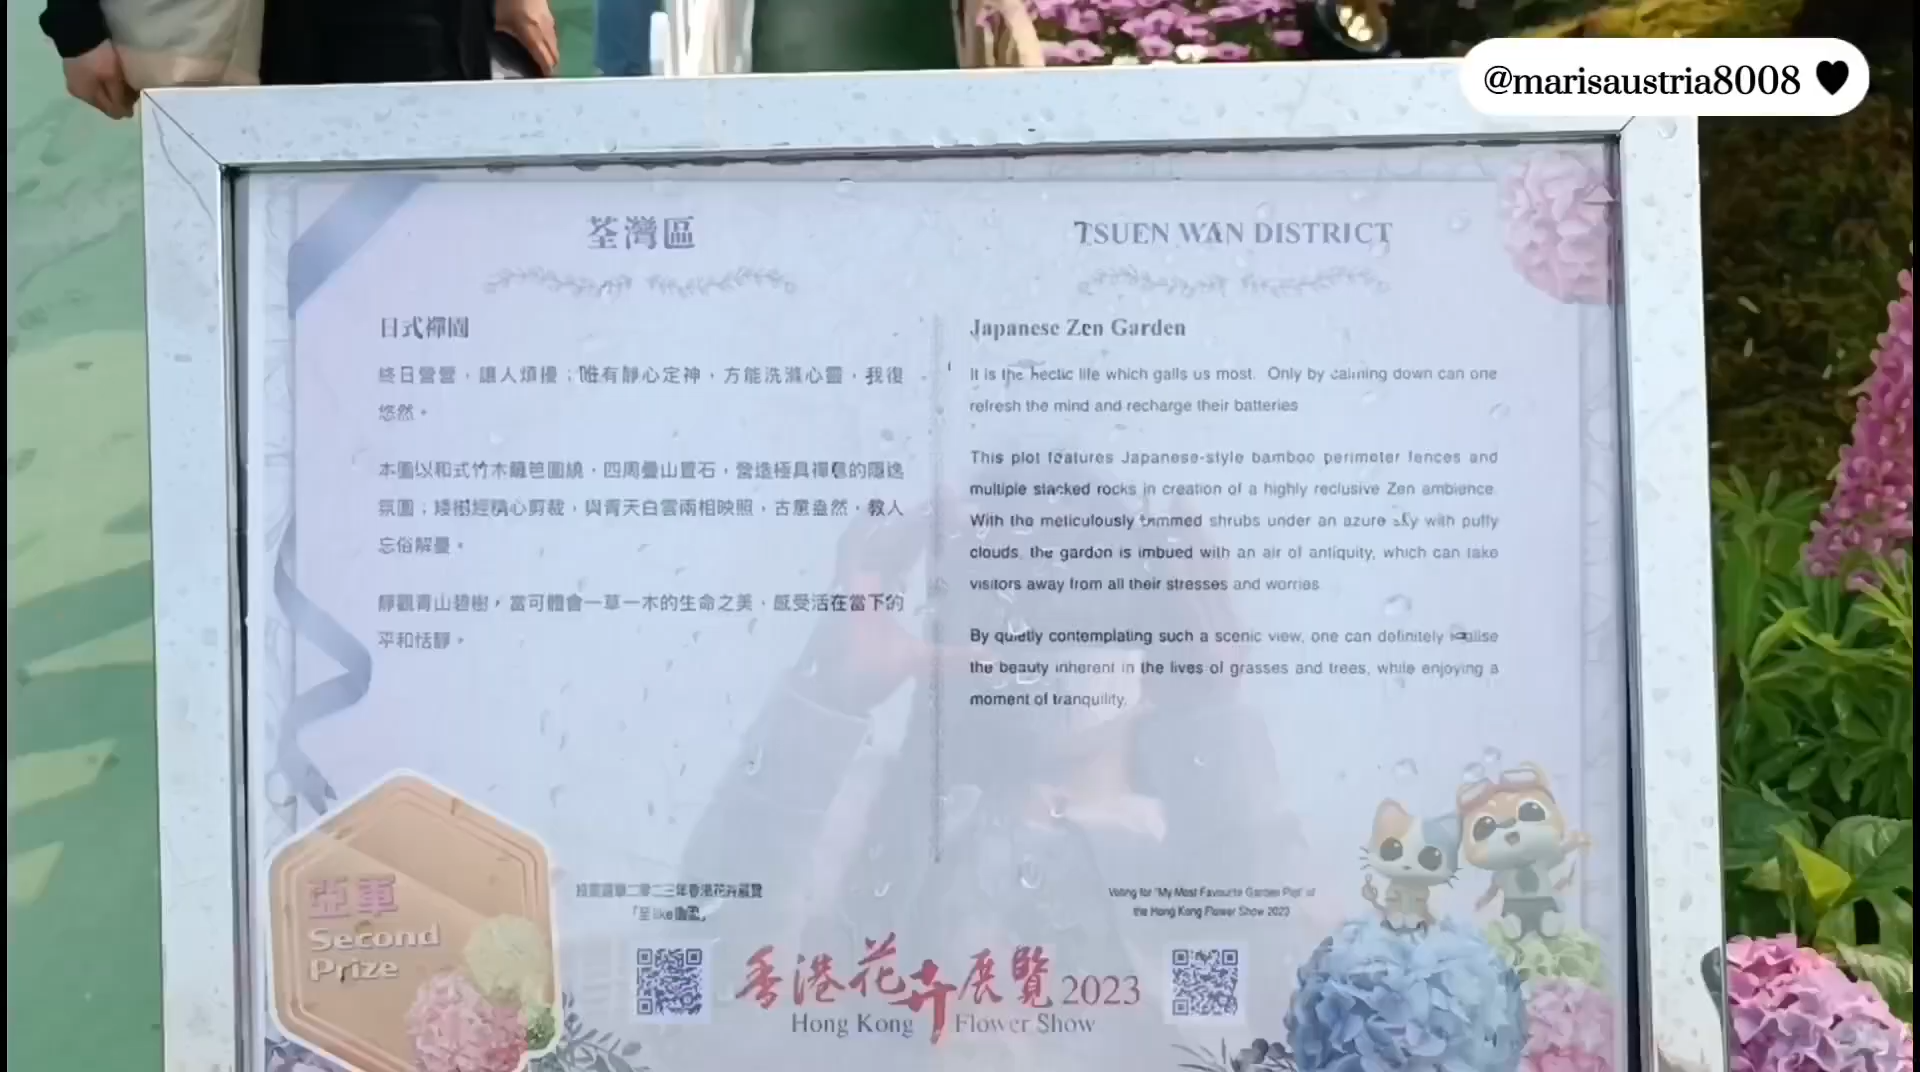 @marisaustria8008
荃灣區
日式禪園
終日營營，讓人煩擾；唯有靜心定神，方能洗滌心靈，我復
悠然。
本園以和式竹木籬笆圍繞，四周疊山置石，營造極具禪意的隱逸
氛圍；矮樹經精心剪裁，與青天白雲兩相映照，古意盎然，教人
忘俗解憂。
靜觀青山碧樹，當可體會一草一木的生命之美，感受活在當下的
平和恬靜。
TSUEN WAN DISTRICT
Japanese Zen Garden
It is the hectic life which galls us most. Only by calming down can one
refresh the mind and recharge their batteries
This plot features Japanese-style bamboo perimeter fences and
multiple stacked rocks in creation of a highly reclusive Zen ambience.
With the meticulously trimmed shrubs under an azure sky with puffy
clouds, the garden is imbued with an air of antiquity, which can take
visitors away from all their stresses and worries
By quietly contemplating such a scenic view, one can definitely realise
the beauty inherent in the lives of grasses and trees, while enjoying a
moment of tranquility.
亞軍
Second
Prize
二零二三年香港花卉展覽
Voting for "My Most Favourite Garden Plot" of
the Hong Kong Flower Show 2023
香港花卉展覽2023
Hong Kong Flower Show